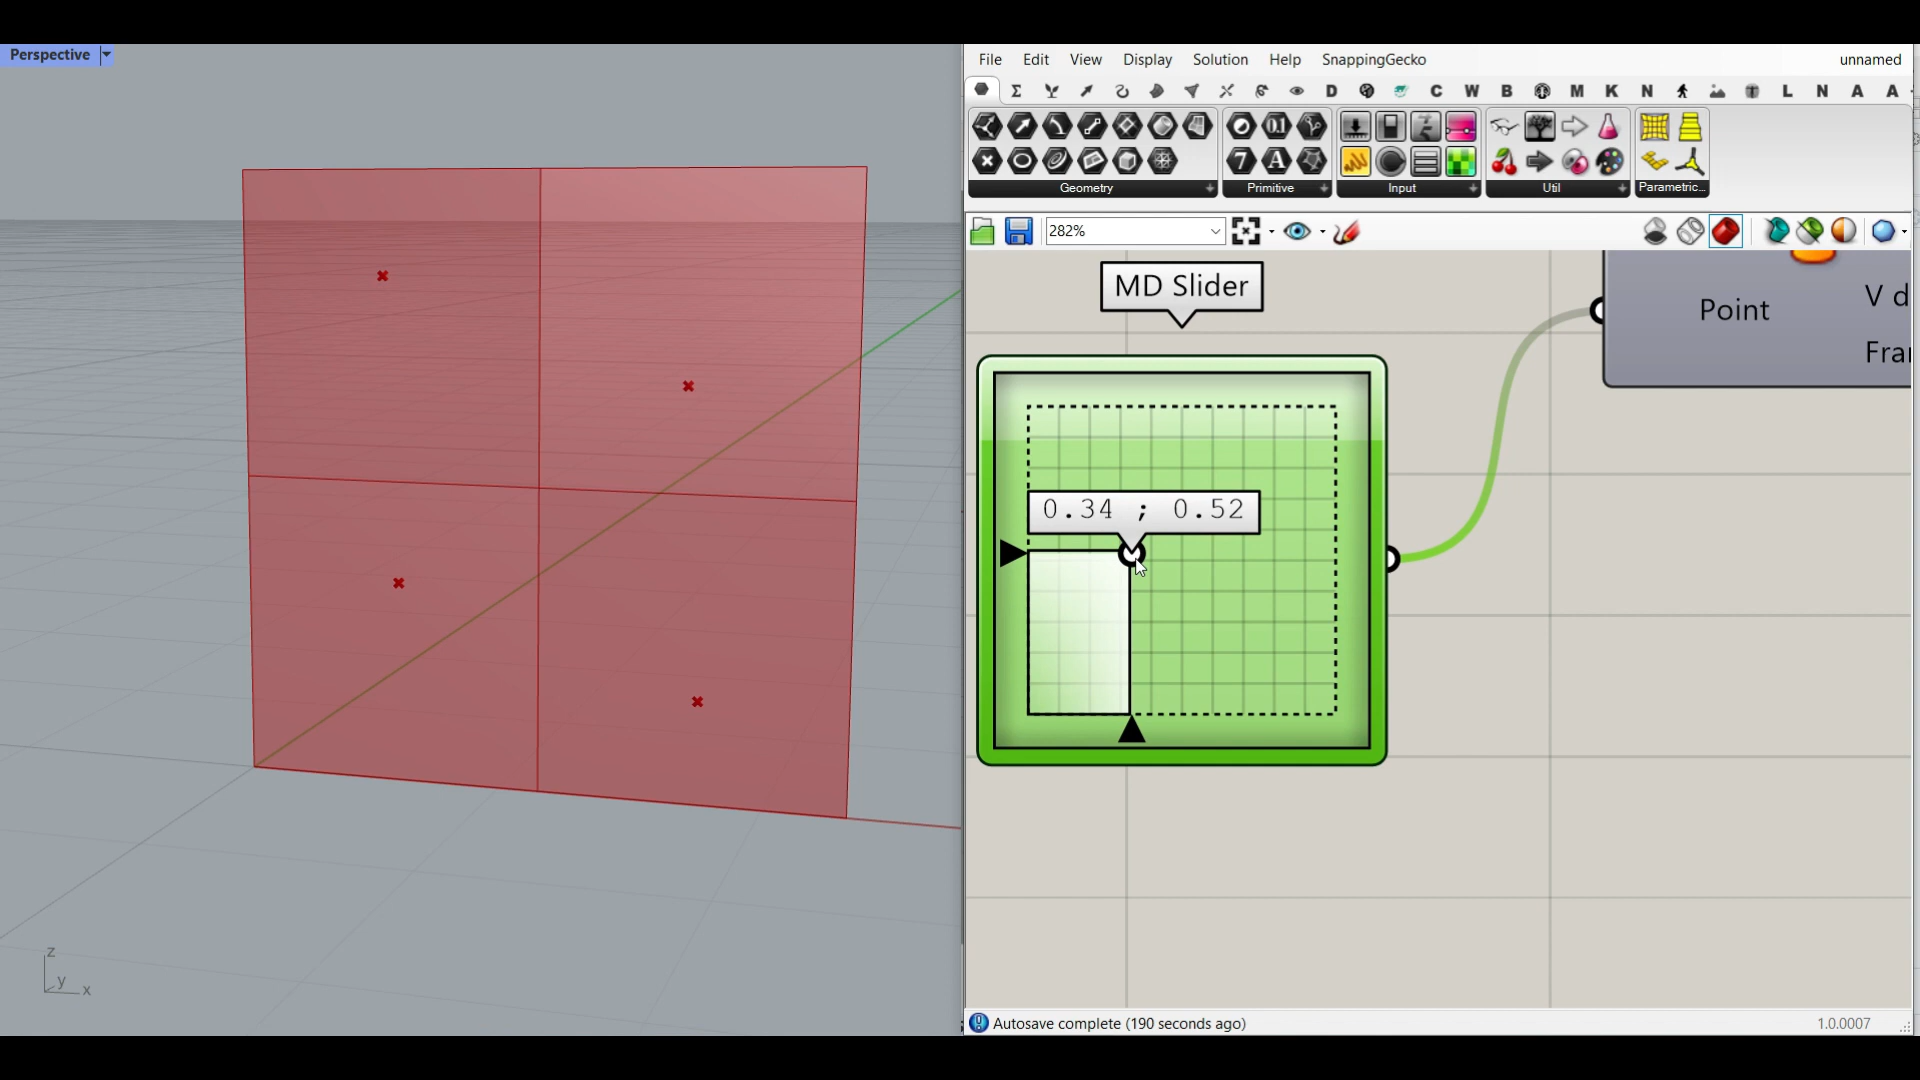 Perspective
File Edit View Display Solution Help SnappingGecko unnamed
D C W B M K N L N A A
Geometry Primitive Input Util Parametric...
282%
MD Slider
Point
V d
Frar
0.34 ; 0.52
z
y
x
Autosave complete (190 seconds ago) 1.0.0007